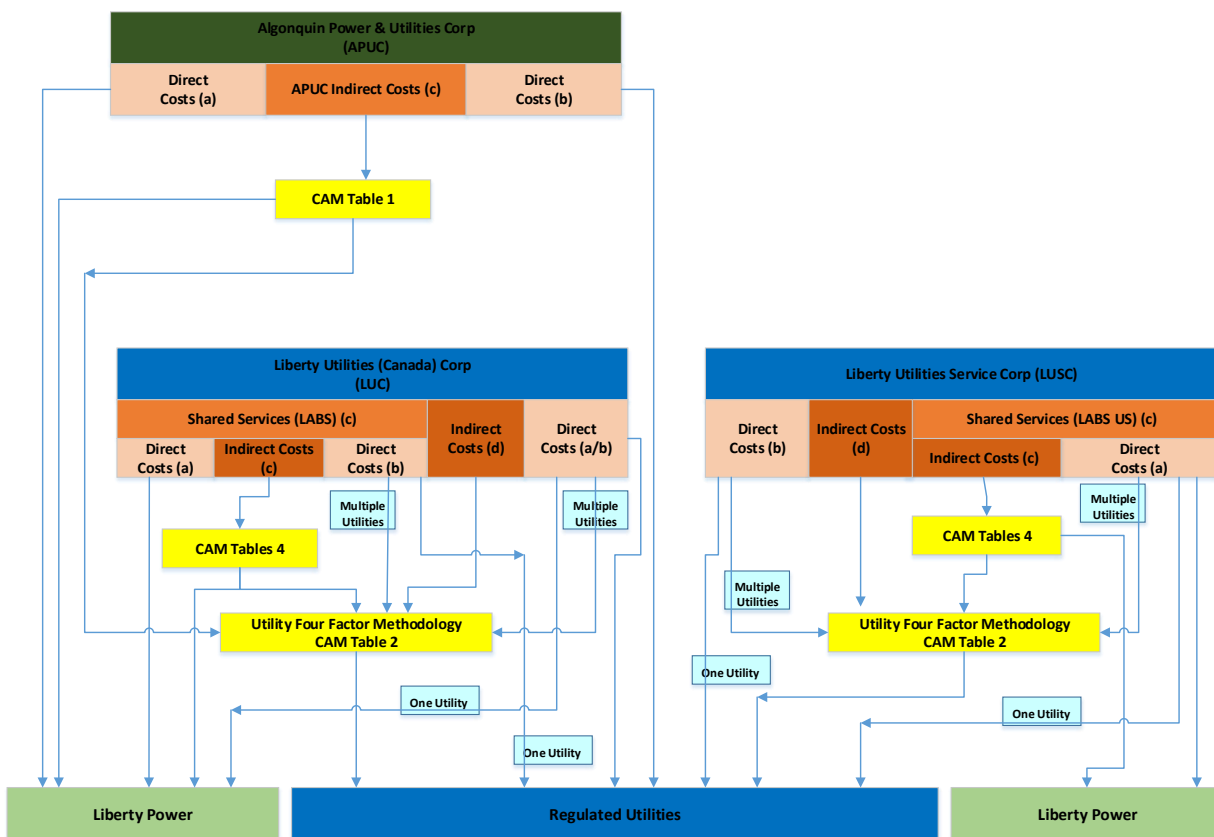 Algonquin Power & Utilities Corp
(APUC)
Direct
Costs (a)
APUC Indirect Costs (c)
Direct
Costs (b)
CAM Table 1
Liberty Utilities (Canada) Corp
(LUC)
Shared Services (LABS) (c)
Direct
Costs (a)
Indirect Costs
(c)
Direct
Costs (b)
Indirect
Costs (d)
Direct
Costs (a/b)
Liberty Utilities Service Corp (LUSC)
Direct
Costs (b)
Indirect Costs
(d)
Shared Services (LABS US) (c)
Indirect Costs (c)
Direct
Costs (a)
Multiple
Utilities
Multiple
Utilities
Multiple
Utilities
CAM Tables 4
CAM Tables 4
Multiple
Utilities
Utility Four Factor Methodology
CAM Table 2
Utility Four Factor Methodology
CAM Table 2
One Utility
One Utility
One Utility
One Utility
Liberty Power
Regulated Utilities
Liberty Power